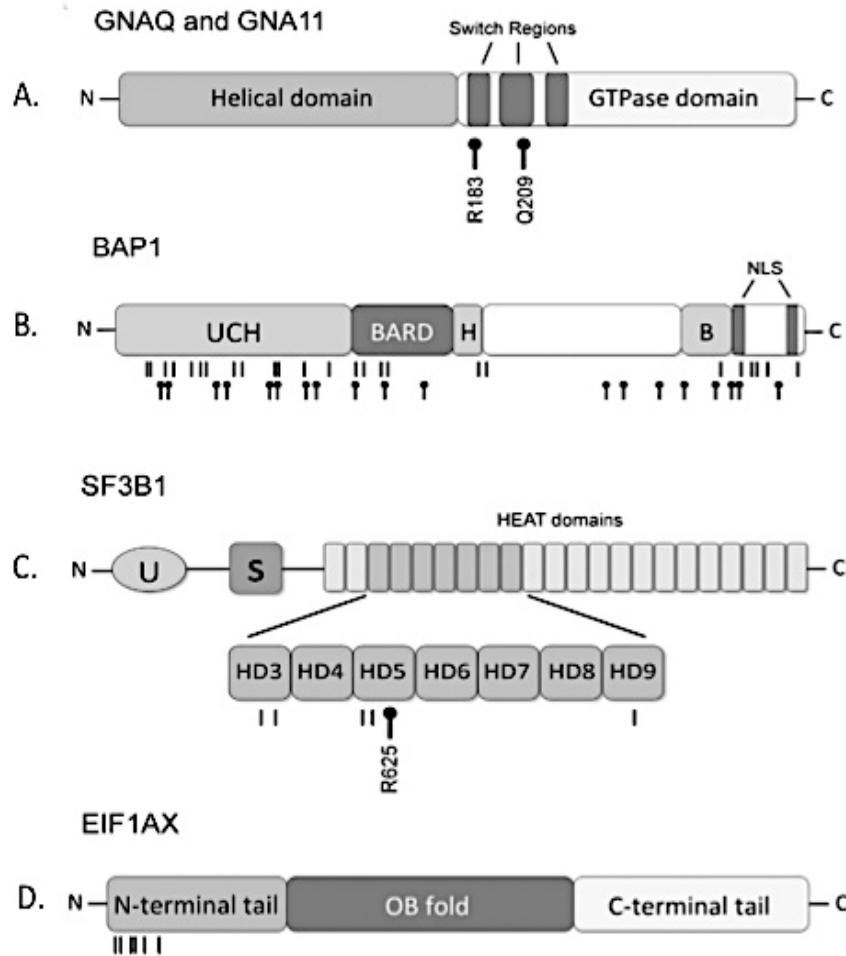 GNAQ and GNA11
Switch Regions
A. N Helical domain GTPase domain C
R183 Q209
BAP1
NLS
B. N UCH BARD H B C
SF3B1
HEAT domains
C. N U S C
HD3 HD4 HD5 HD6 HD7 HD8 HD9
R625
EIF1AX
D. N N-terminal tail OB fold C-terminal tail C